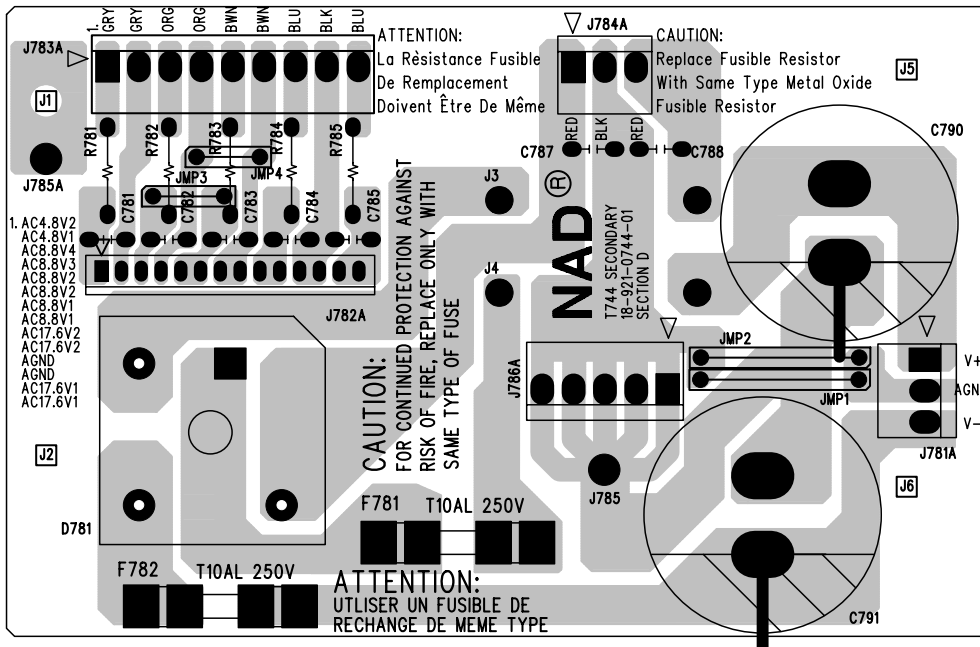 1.
GRY
GRY
ORG
ORG
BWN
BWN
BLU
BLK
BLU
J783A
ATTENTION:
La Rèsistance Fusible
De Remplacement
Doivent Être De Même
J784A
CAUTION:
Replace Fusible Resistor
With Same Type Metal Oxide
Fusible Resistor
J5
J1
C790
R781
R782
R783
R784
R785
RED
BLK
RED
C787
C788
J785A
JMP4
JMP3
J3
C781
C782
C783
C784
C785
1. AC4.8V2
AC4.8V1
AC8.8V4
AC8.8V3
AC8.8V2
AC8.8V2
AC8.8V1
AC8.8V1
AC17.6V2
AC17.6V2
AGND
AGND
AC17.6V1
AC17.6V1
J4
NAD®
T744 SECONDARY
18-921-0744-01
SECTION D
J782A
CAUTION:
FOR CONTINUED PROTECTION AGAINST
RISK OF FIRE, REPLACE ONLY WITH
SAME TYPE OF FUSE
JMP2
J786A
JMP1
V+
AGN
V-
J781A
J2
J785
J6
D781
F781
T10AL 250V
F782
T10AL 250V
ATTENTION:
UTLISER UN FUSIBLE DE
RECHANGE DE MEME TYPE
C791